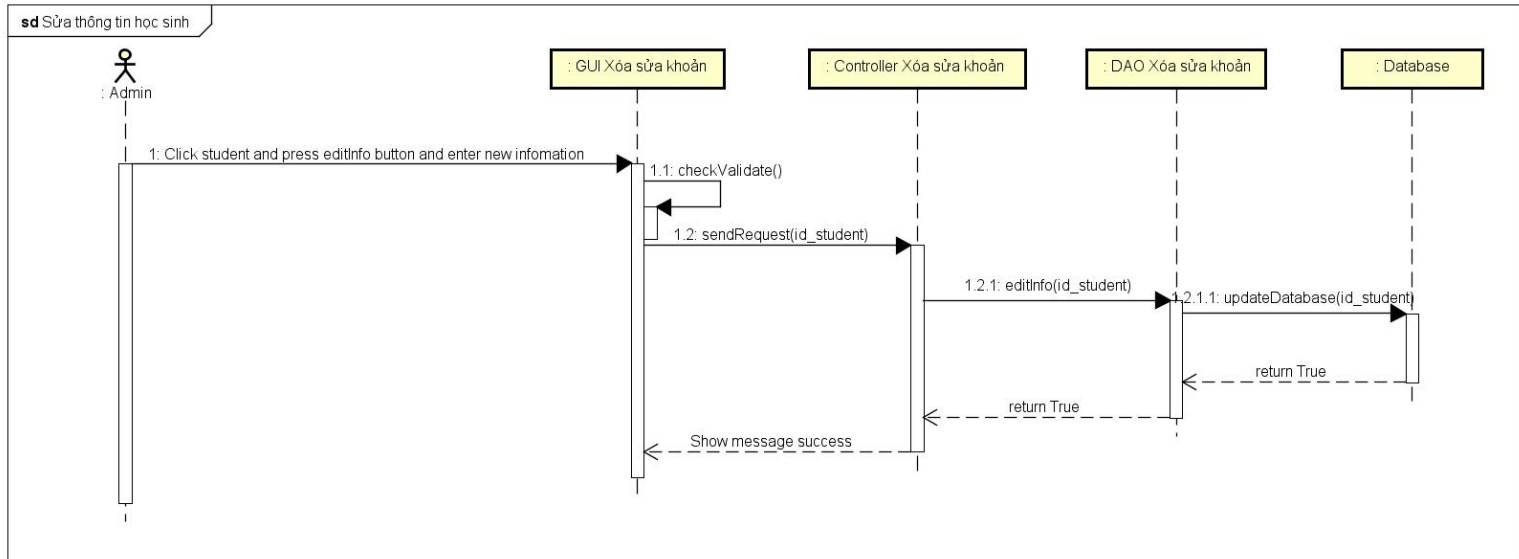 sd Sửa thông tin học sinh
: Admin
: GUI Xóa sửa khoản
: Controller Xóa sửa khoản
: DAO Xóa sửa khoản
: Database
1: Click student and press editInfo button and enter new infomation
1.1: checkValidate()
1.2: sendRequest(id_student)
1.2.1: editInfo(id_student)
1.2.1.1: updateDatabase(id_student)
return True
return True
Show message success